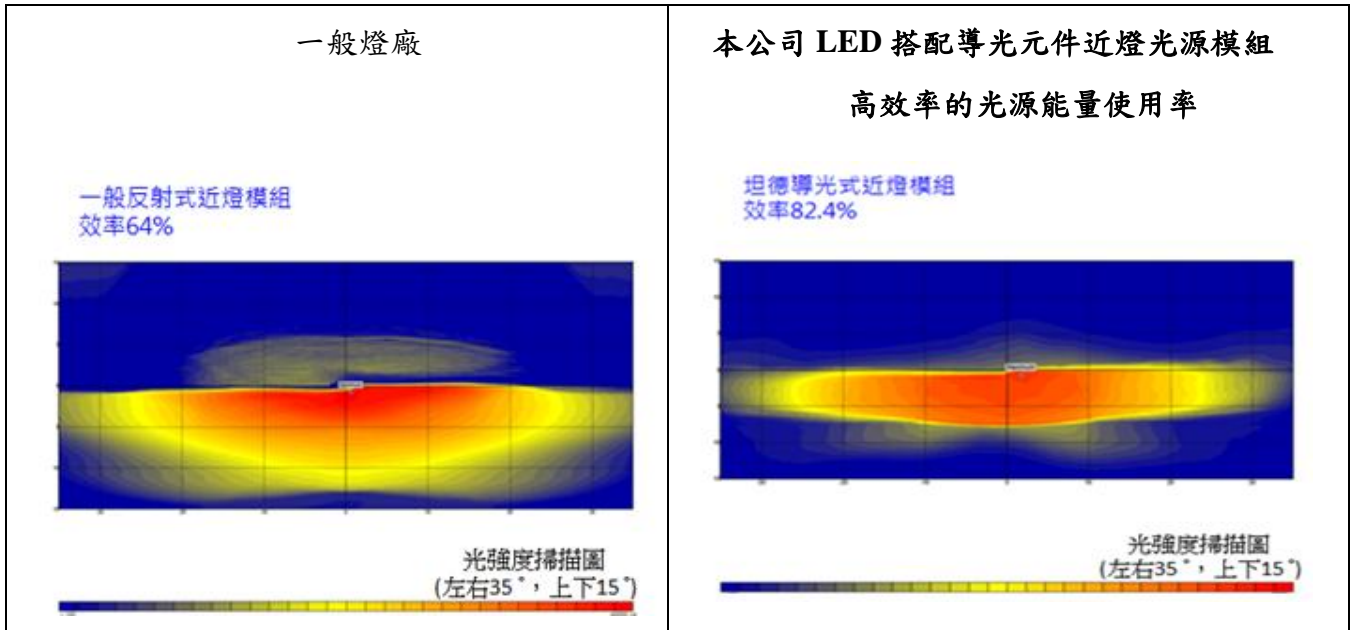 一般燈廠
一般反射式近燈模組
效率64%
光強度掃描圖
(左右35°，上下15°)
本公司 LED 搭配導光元件近燈光源模組
高效率的光源能量使用率
坦德導光式近燈模組
效率82.4%
光強度掃描圖
(左右35°，上下15°)